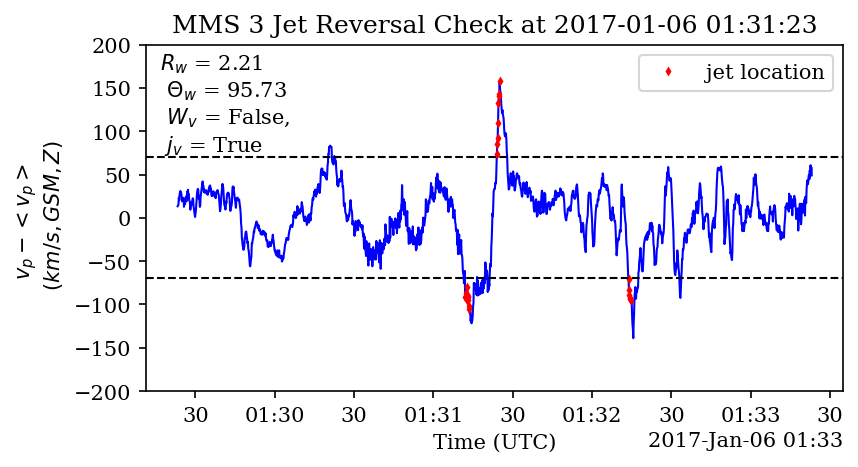 MMS 3 Jet Reversal Check at 2017-01-06 01:31:23
R_w = 2.21
Θ_w = 95.73
W_v = False,
j_v = True
jet location
v_p − < v_p >
(km/s, GSM, Z)
200
150
100
50
0
−50
−100
−150
−200
30 01:30 30 01:31 30 01:32 30 01:33 30
Time (UTC)
2017-Jan-06 01:33